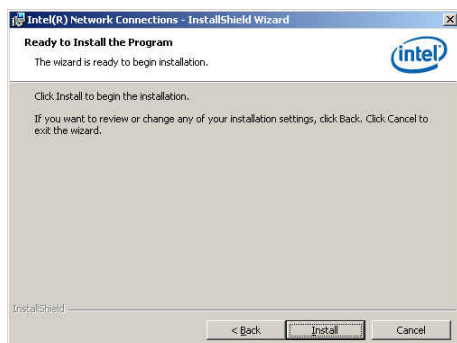 Intel(R) Network Connections - InstallShield Wizard
Ready to Install the Program
The wizard is ready to begin installation.
intel
Click Install to begin the installation.
If you want to review or change any of your installation settings, click Back. Click Cancel to
exit the wizard.
InstallShield
< Back
Install
Cancel